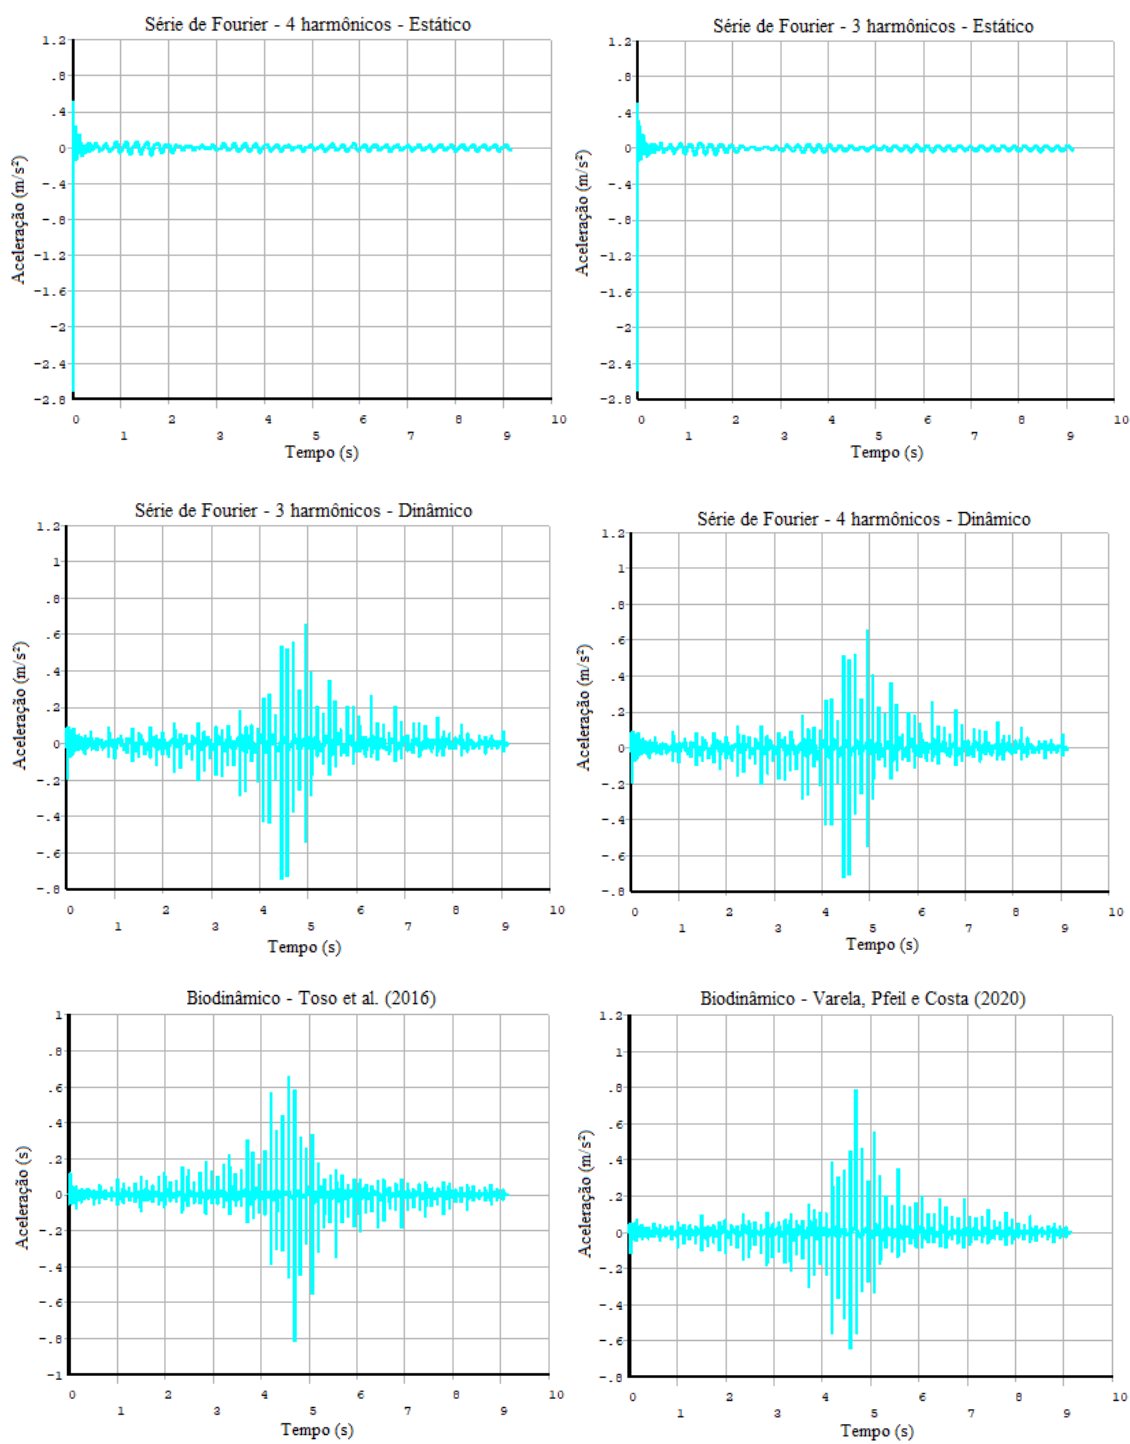 Série de Fourier - 4 harmônicos - Estático
1.2
.8
.4
0
-.4
-.8
-1.2
-1.6
-2
-2.4
-2.8
Aceleração (m/s²)
0 2 4 6 8 10
1 3 5 7 9
Tempo (s)
Série de Fourier - 3 harmônicos - Estático
1.2
.8
.4
0
-.4
-.8
-1.2
-1.6
-2
-2.4
-2.8
Aceleração (m/s²)
0 2 4 6 8 10
1 3 5 7 9
Tempo (s)
Série de Fourier - 3 harmônicos - Dinâmico
1.2
1
.8
.6
.4
.2
0
-.2
-.4
-.6
-.8
Aceleração (m/s²)
0 2 4 6 8 10
1 3 5 7 9
Tempo (s)
Série de Fourier - 4 harmônicos - Dinâmico
1.2
1
.8
.6
.4
.2
0
-.2
-.4
-.6
-.8
Aceleração (m/s²)
0 2 4 6 8 10
1 3 5 7 9
Tempo (s)
Biodinâmico - Toso et al. (2016)
1
.8
.6
.4
.2
0
-.2
-.4
-.6
-.8
-1
Aceleração (s)
0 2 4 6 8 10
1 3 5 7 9
Tempo (s)
Biodinâmico - Varela, Pfeil e Costa (2020)
1.2
1
.8
.6
.4
.2
0
-.2
-.4
-.6
-.8
Aceleração (m/s²)
0 2 4 6 8 10
1 3 5 7 9
Tempo (s)